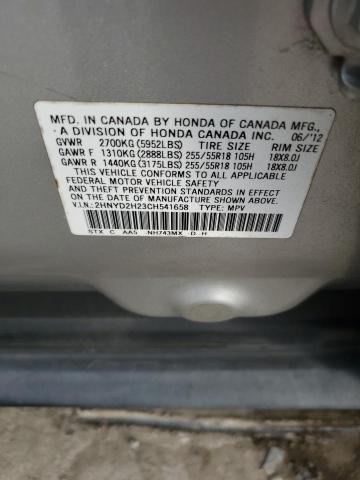 MFD. IN CANADA BY HONDA OF CANADA MFG.,
A DIVISION OF HONDA CANADA INC. 06/'12
GVWR 2700KG (5952LBS) TIRE SIZE RIM SIZE
GAWR F 1310KG (2888LBS) 255/55R18 105H 18X8.0J
GAWR R 1440KG (3175LBS) 255/55R18 105H 18X8.0J
THIS VEHICLE CONFORMS TO ALL APPLICABLE
FEDERAL MOTOR VEHICLE SAFETY
AND THEFT PREVENTION STANDARDS IN EFFECT
ON THE DATE OF MANUFACTURE SHOWN ABOVE.
V.I.N.: 2HNYD2H23CH541658 TYPE: MPV
STX C AA5 NH743MX D H